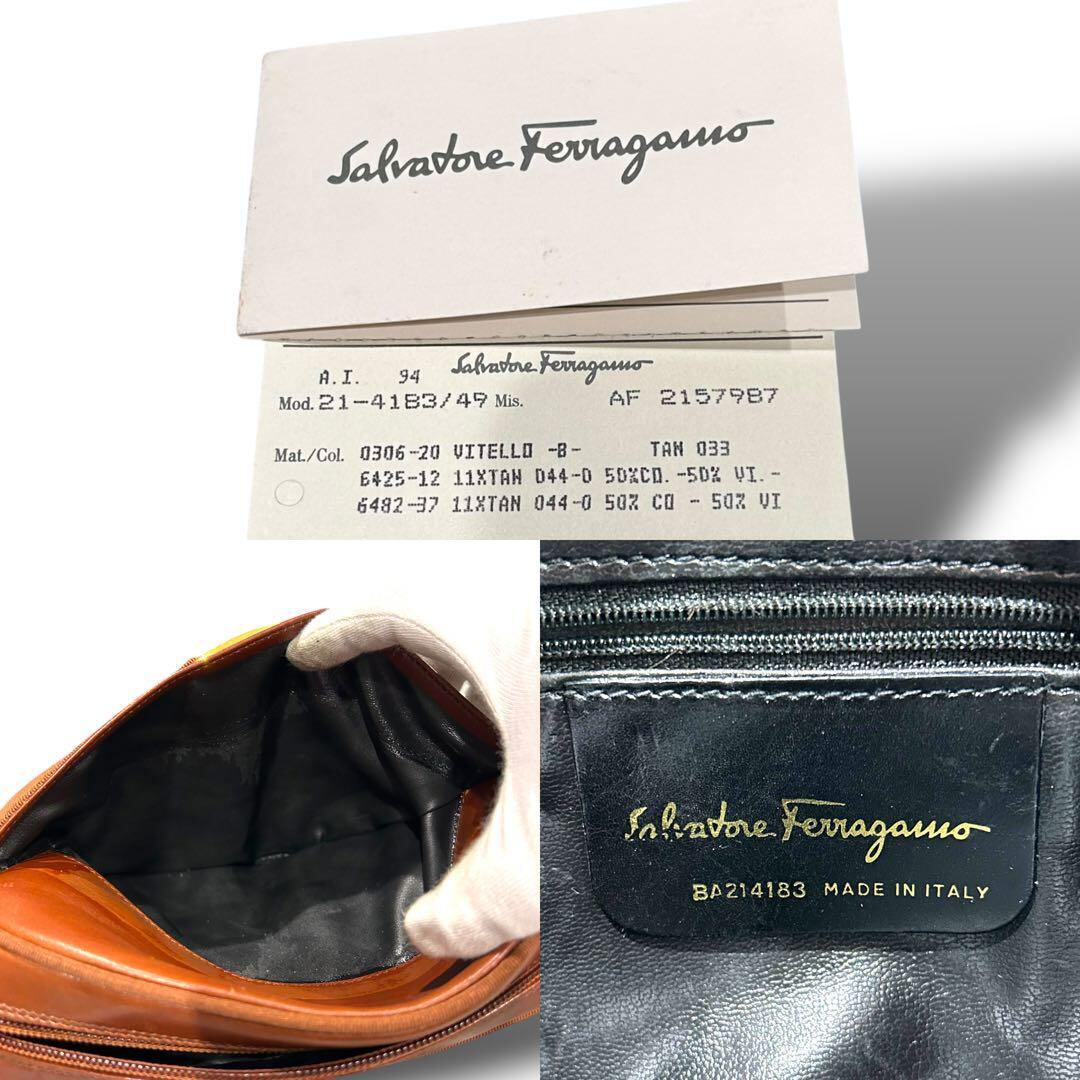 Salvatore Ferragamo
Salvatore Ferragamo
A.I. 94
Mod. 21-4183/49 Mis. AF 2157987
Mat./Col. 0306-20 VITELLO -B- TAN 033
6425-12 11XTAN 044-0 50%CO.-50% VI.-
6482-37 11XTAN 044-0 50% CO - 50% VI
Salvatore Ferragamo
BA214183 MADE IN ITALY